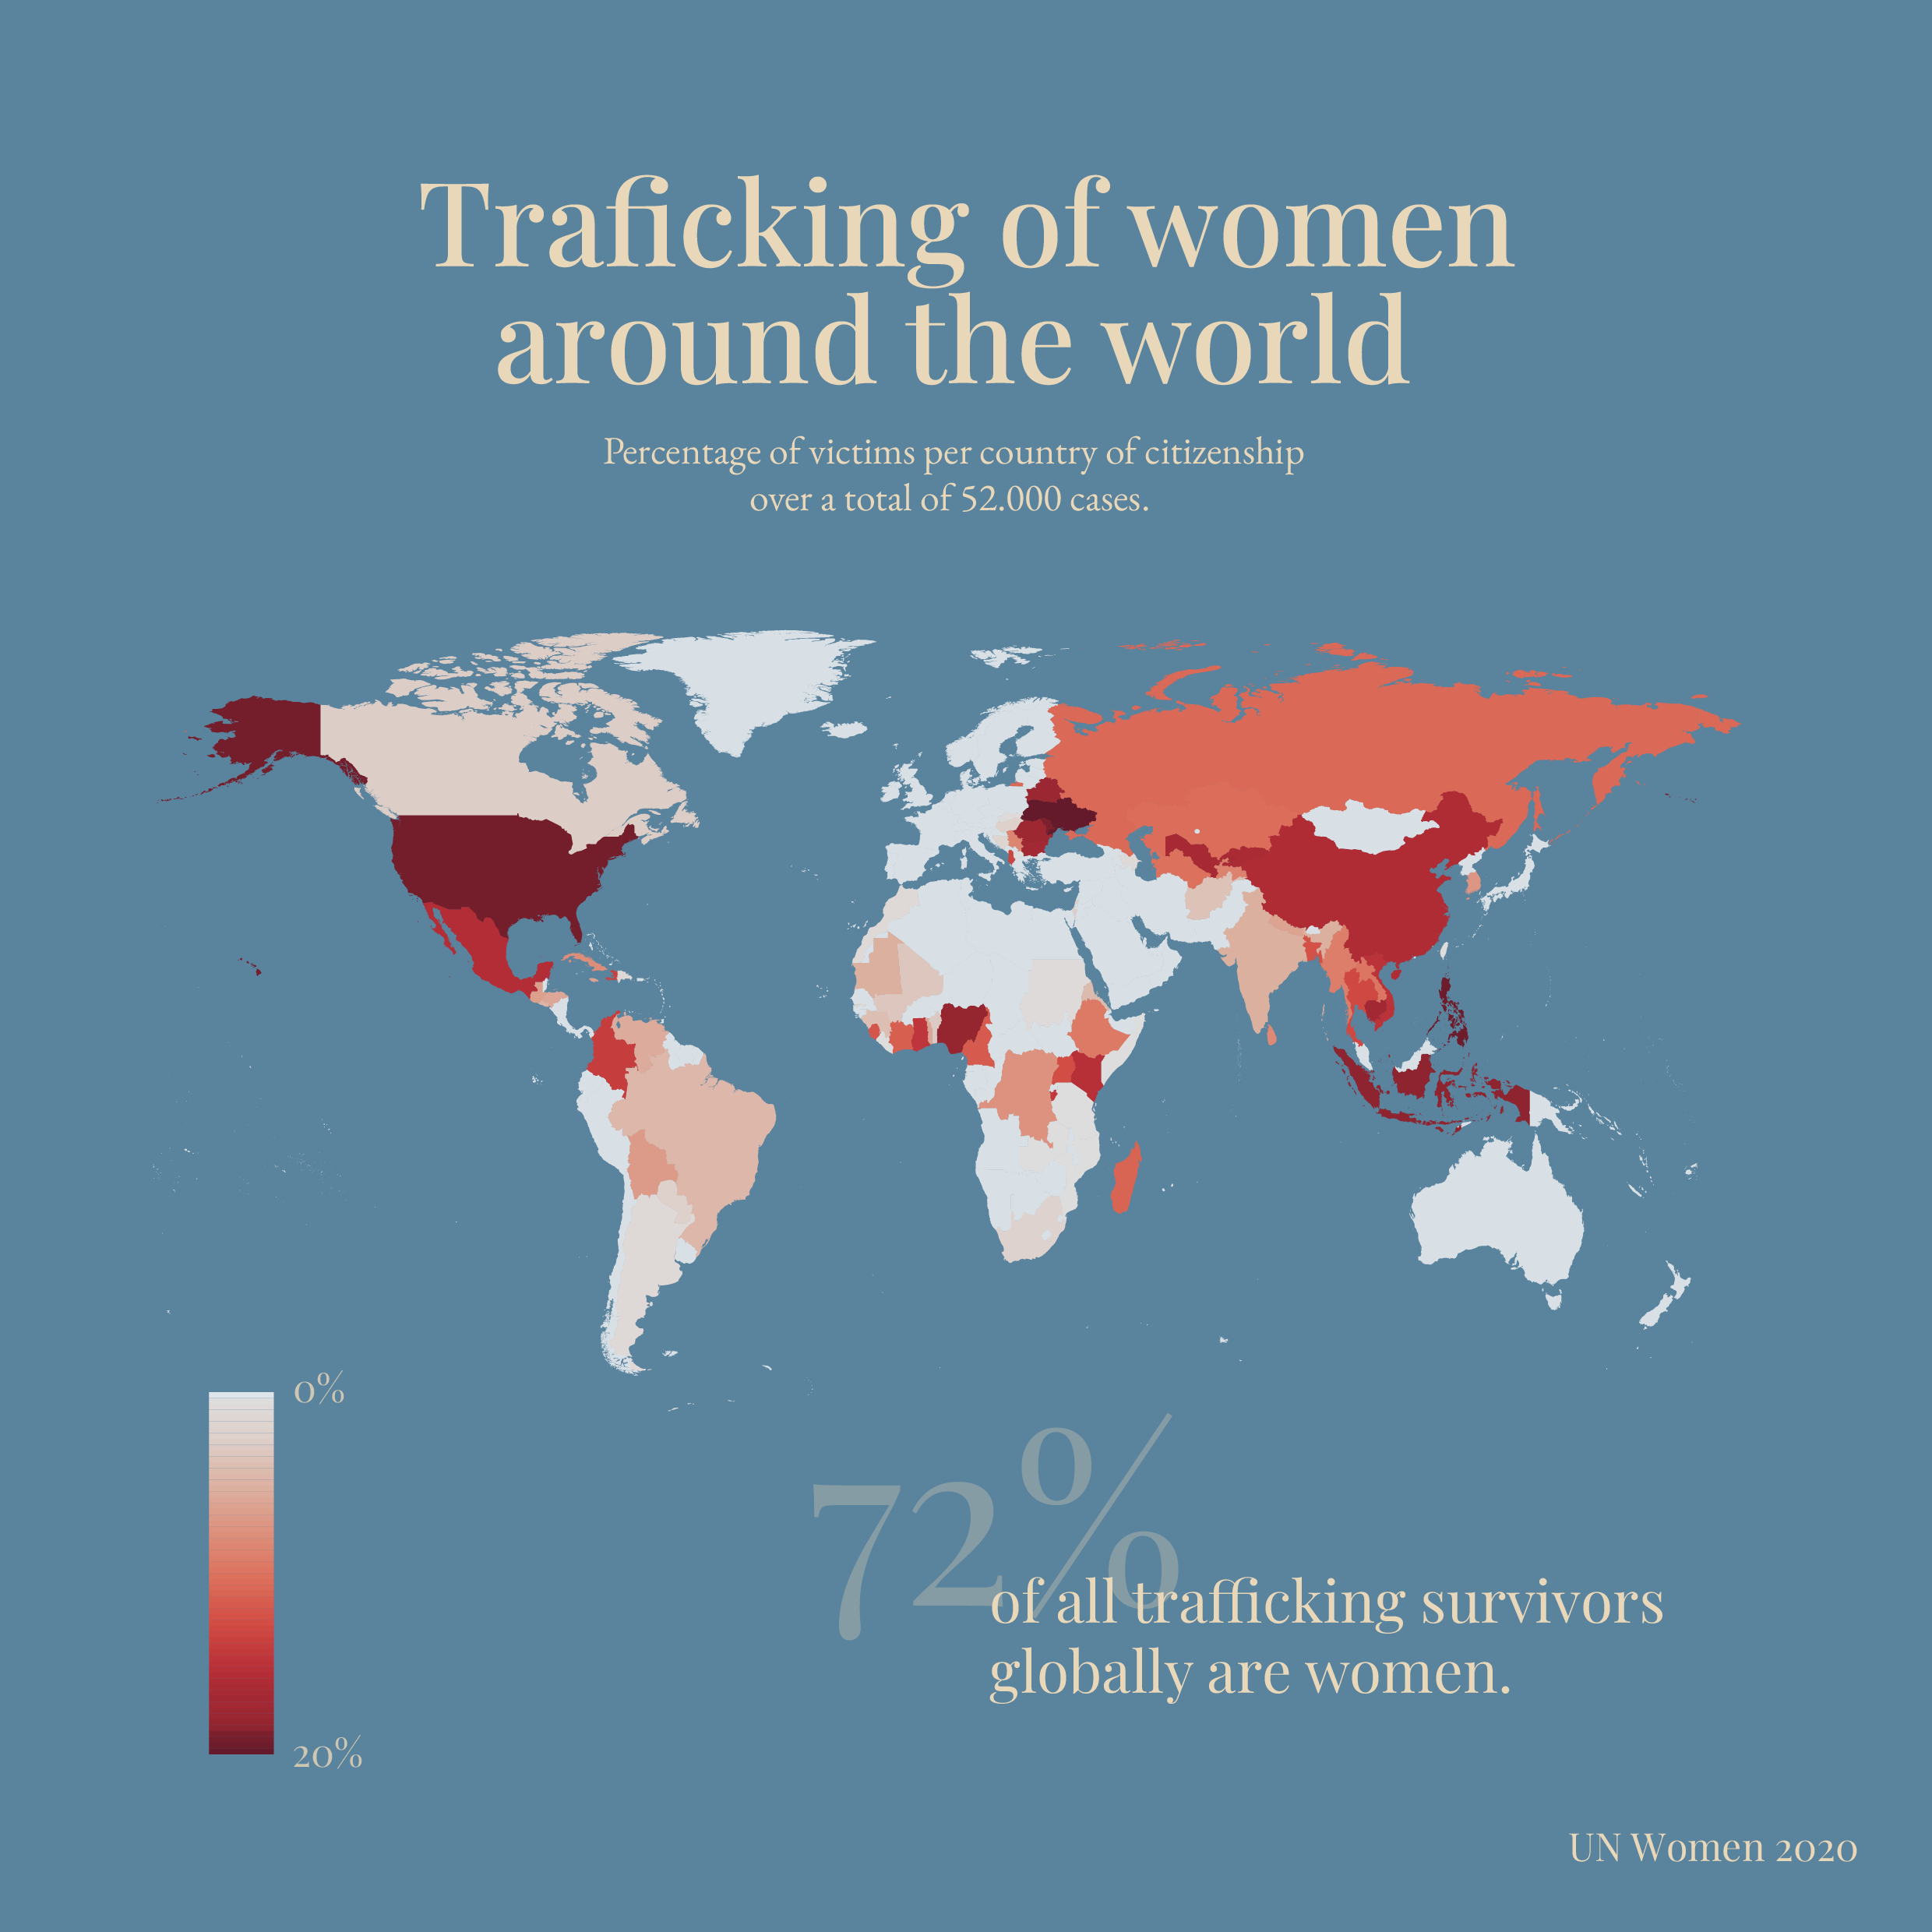 Traficking of women
around the world
Percentage of victims per country of citizenship
over a total of 52.000 cases.
0%
20%
72%
of all trafficking survivors
globally are women.
UN Women 2020